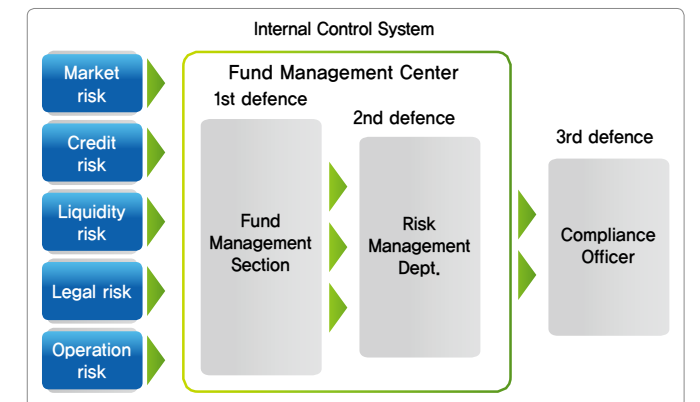 Internal Control System
Market
risk
Credit
risk
Liquidity
risk
Legal risk
Operation
risk
Fund Management Center
1st defence
Fund
Management
Section
2nd defence
Risk
Management
Dept.
3rd defence
Compliance
Officer